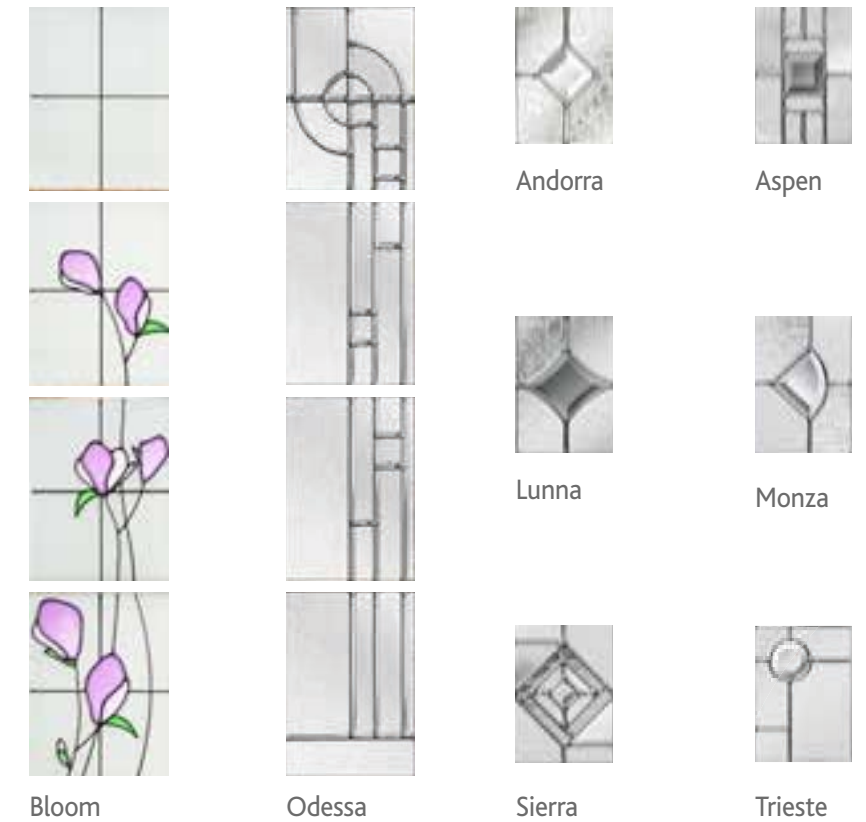 Andorra
Aspen
Lunna
Monza
Bloom
Odessa
Sierra
Trieste